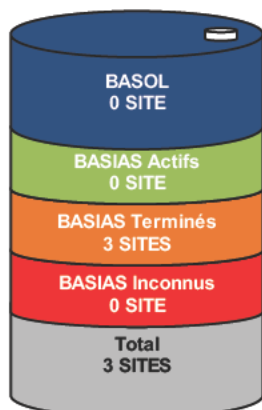 BASOL
0 SITE
BASIAS Actifs
0 SITE
BASIAS Terminés
3 SITES
BASIAS Inconnus
0 SITE
Total
3 SITES